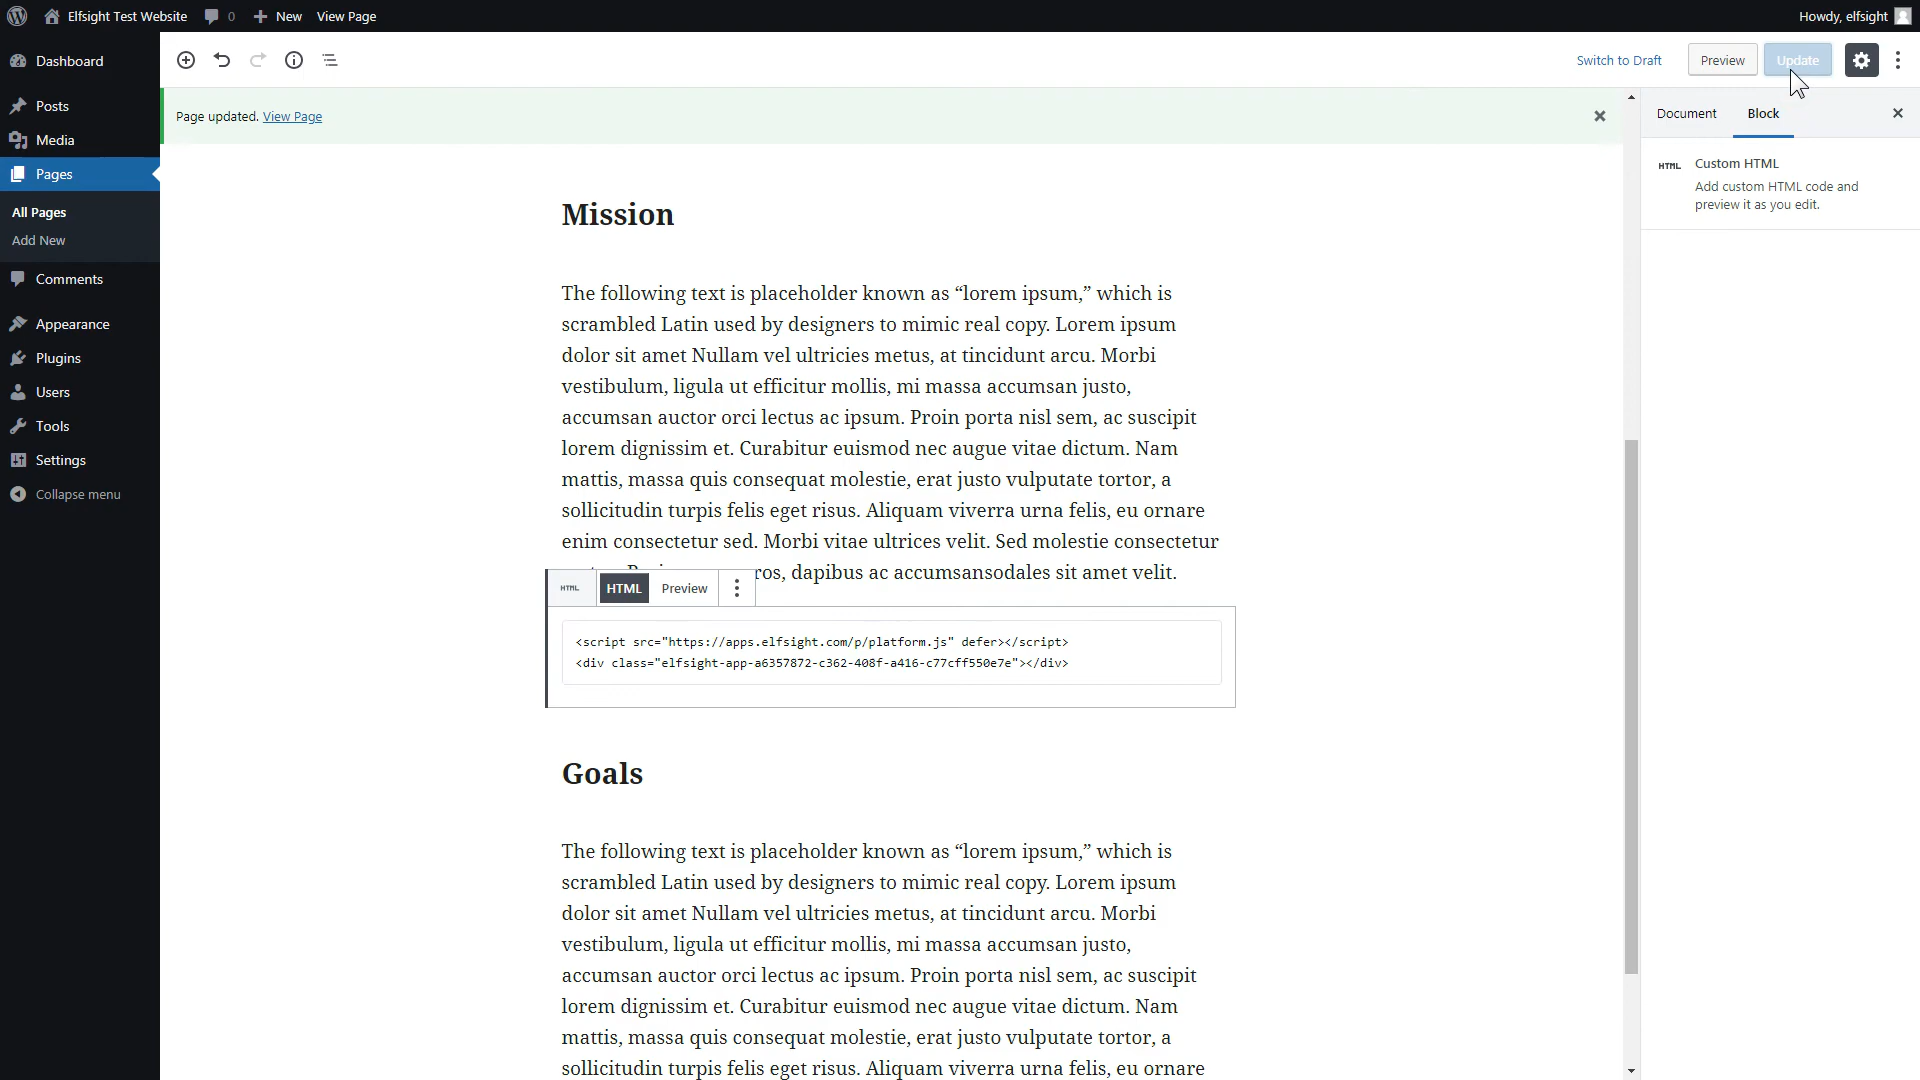 Elfsight Test Website
0
New
View Page
Howdy, elfsight
Dashboard
Posts
Media
Pages
All Pages
Add New
Comments
Appearance
Plugins
Users
Tools
Settings
Collapse menu
Switch to Draft
Preview
Update
Page updated. View Page
Document
Block
HTML
Custom HTML
Add custom HTML code and
preview it as you edit.
Mission
The following text is placeholder known as “lorem ipsum,” which is
scrambled Latin used by designers to mimic real copy. Lorem ipsum
dolor sit amet Nullam vel ultricies metus, at tincidunt arcu. Morbi
vestibulum, ligula ut efficitur mollis, mi massa accumsan justo,
accumsan auctor orci lectus ac ipsum. Proin porta nisl sem, ac suscipit
lorem dignissim et. Curabitur euismod nec augue vitae dictum. Nam
mattis, massa quis consequat molestie, erat justo vulputate tortor, a
sollicitudin turpis felis eget risus. Aliquam viverra urna felis, eu ornare
enim consectetur sed. Morbi vitae ultrices velit. Sed molestie consectetur
ros, dapibus ac accumsansodales sit amet velit.
HTML
HTML
Preview
<script src="https://apps.elfsight.com/p/platform.js" defer></script>
<div class="elfsight-app-a6357872-c362-408f-a416-c77cff550e7e"></div>
Goals
The following text is placeholder known as “lorem ipsum,” which is
scrambled Latin used by designers to mimic real copy. Lorem ipsum
dolor sit amet Nullam vel ultricies metus, at tincidunt arcu. Morbi
vestibulum, ligula ut efficitur mollis, mi massa accumsan justo,
accumsan auctor orci lectus ac ipsum. Proin porta nisl sem, ac suscipit
lorem dignissim et. Curabitur euismod nec augue vitae dictum. Nam
mattis, massa quis consequat molestie, erat justo vulputate tortor, a
sollicitudin turpis felis eget risus. Aliquam viverra urna felis, eu ornare